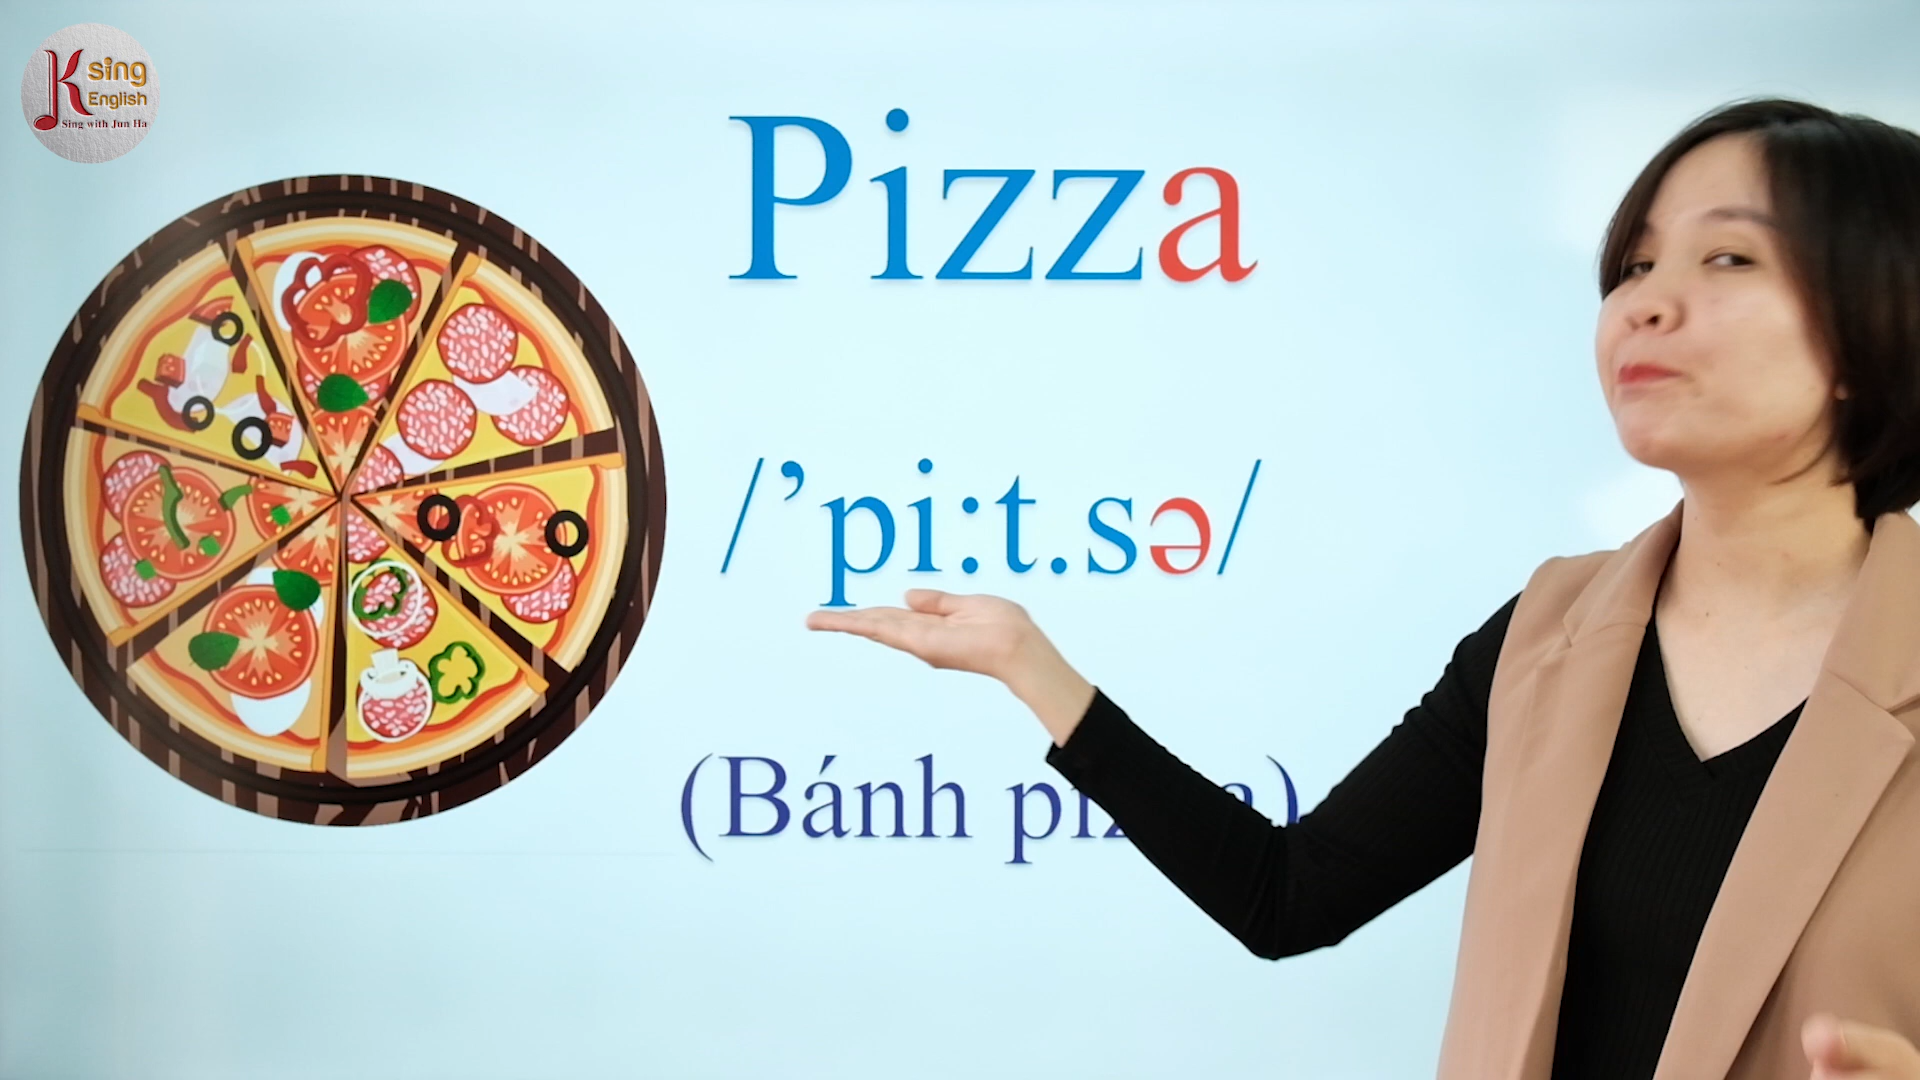 K sing
English
Sing with Jun Ha
Pizza
/’pi:t.sə/
(Bánh